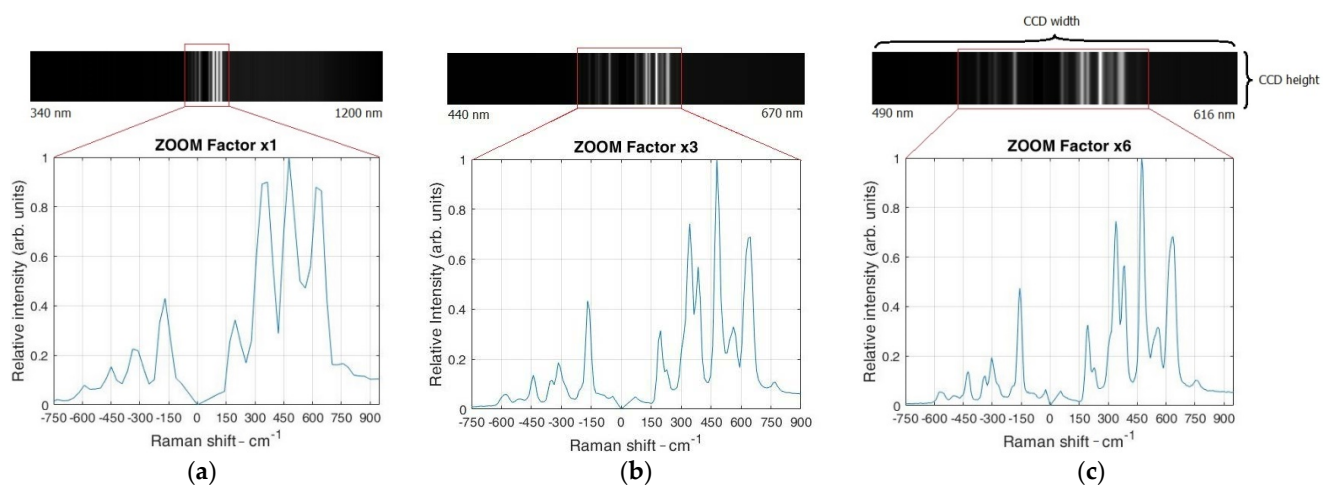 340 nm 1200 nm
ZOOM Factor x1
Relative intensity (arb. units)
1
0.8
0.6
0.4
0.2
0
-750 -600 -450 -300 -150 0 150 300 450 600 750 900
Raman shift - cm-1
(a)
440 nm 670 nm
ZOOM Factor x3
Relative Intensity (arb. units)
1
0.8
0.6
0.4
0.2
0
-750 -600 -450 -300 -150 0 150 300 450 600 750 900
Raman shift - cm-1
(b)
CCD width
CCD height
490 nm 616 nm
ZOOM Factor x6
Relative intensity (arb. units)
1
0.8
0.6
0.4
0.2
0
-750 -600 -450 -300 -150 0 150 300 450 600 750 900
Raman shift - cm-1
(c)